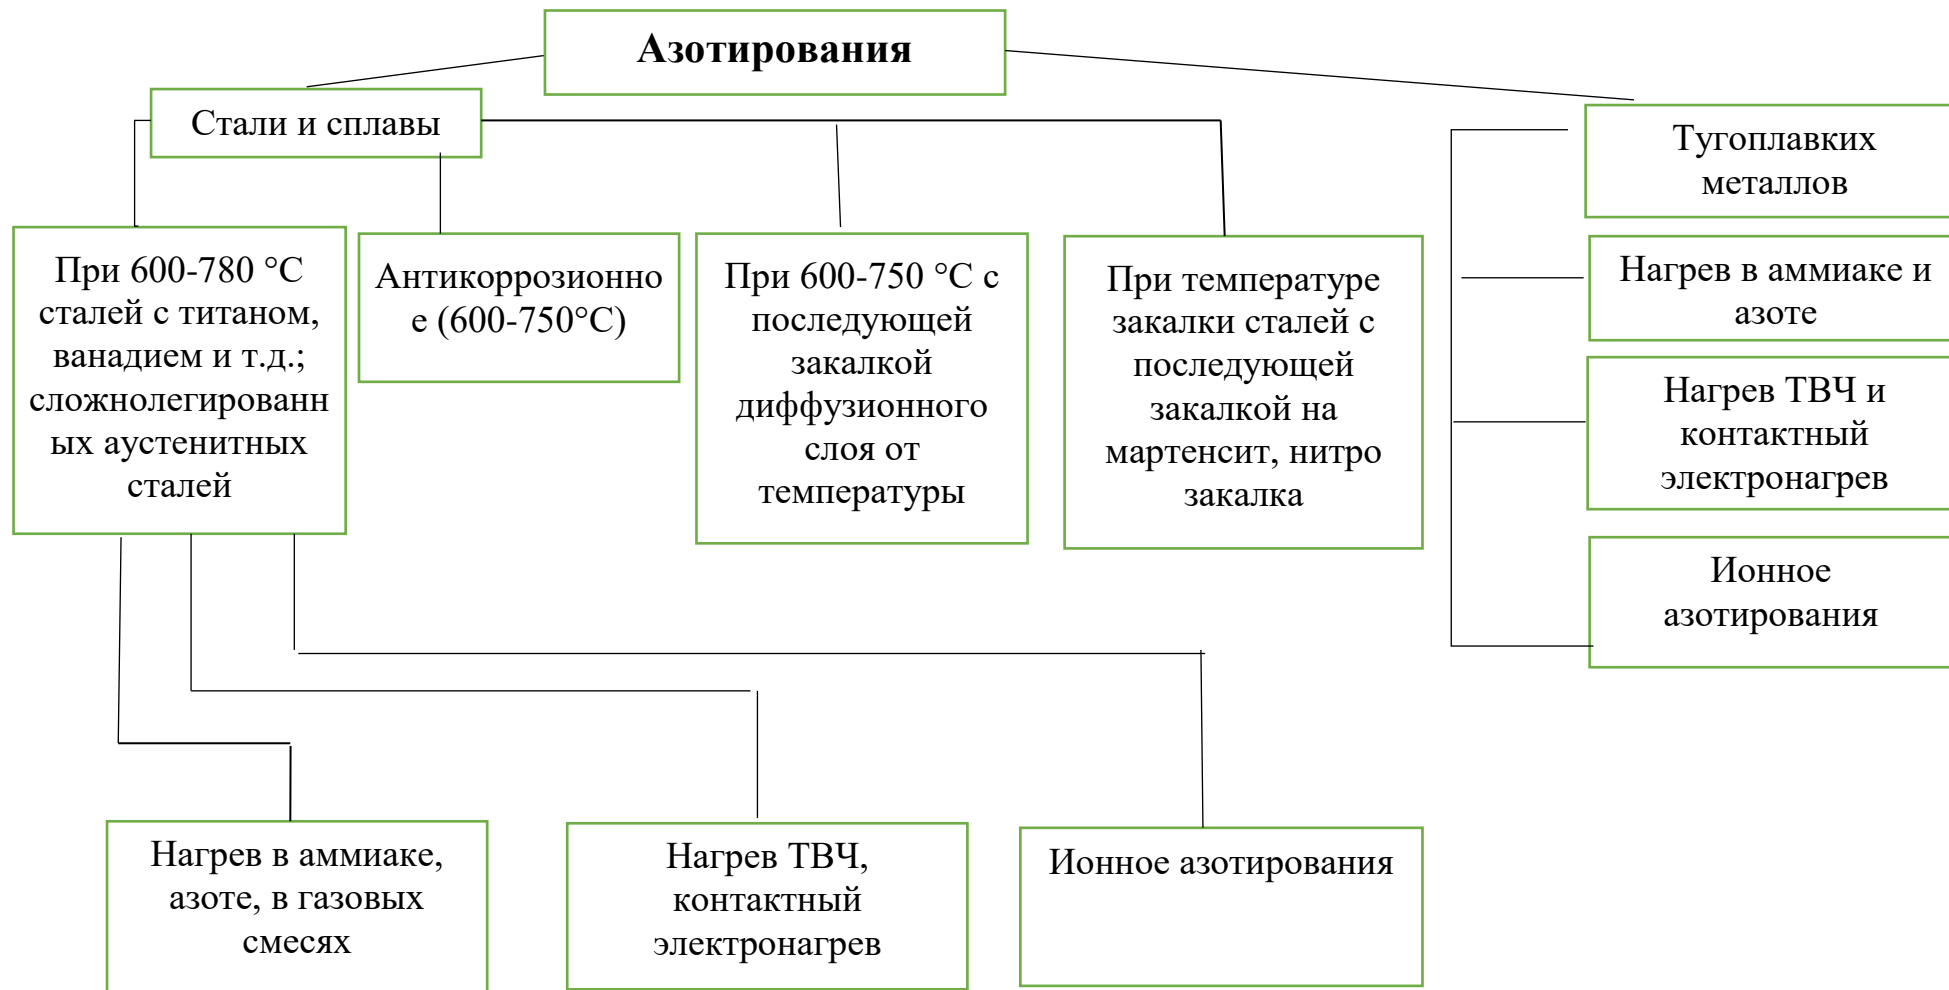 Азотирования
Стали и сплавы
Тугоплавких
металлов
При 600-780 °С
сталей с титаном,
ванадием и т.д.;
сложнолегированн
ых аустенитных
сталей
Антикоррозионно
е (600-750°С)
При 600-750 °С с
последующей
закалкой
диффузионного
слоя от
температуры
При температуре
закалки сталей с
последующей
закалкой на
мартенсит, нитро
закалка
Нагрев в аммиаке и
азоте
Нагрев ТВЧ и
контактный
электронагрев
Ионное
азотирования
Нагрев в аммиаке,
азоте, в газовых
смесях
Нагрев ТВЧ,
контактный
электронагрев
Ионное азотирования